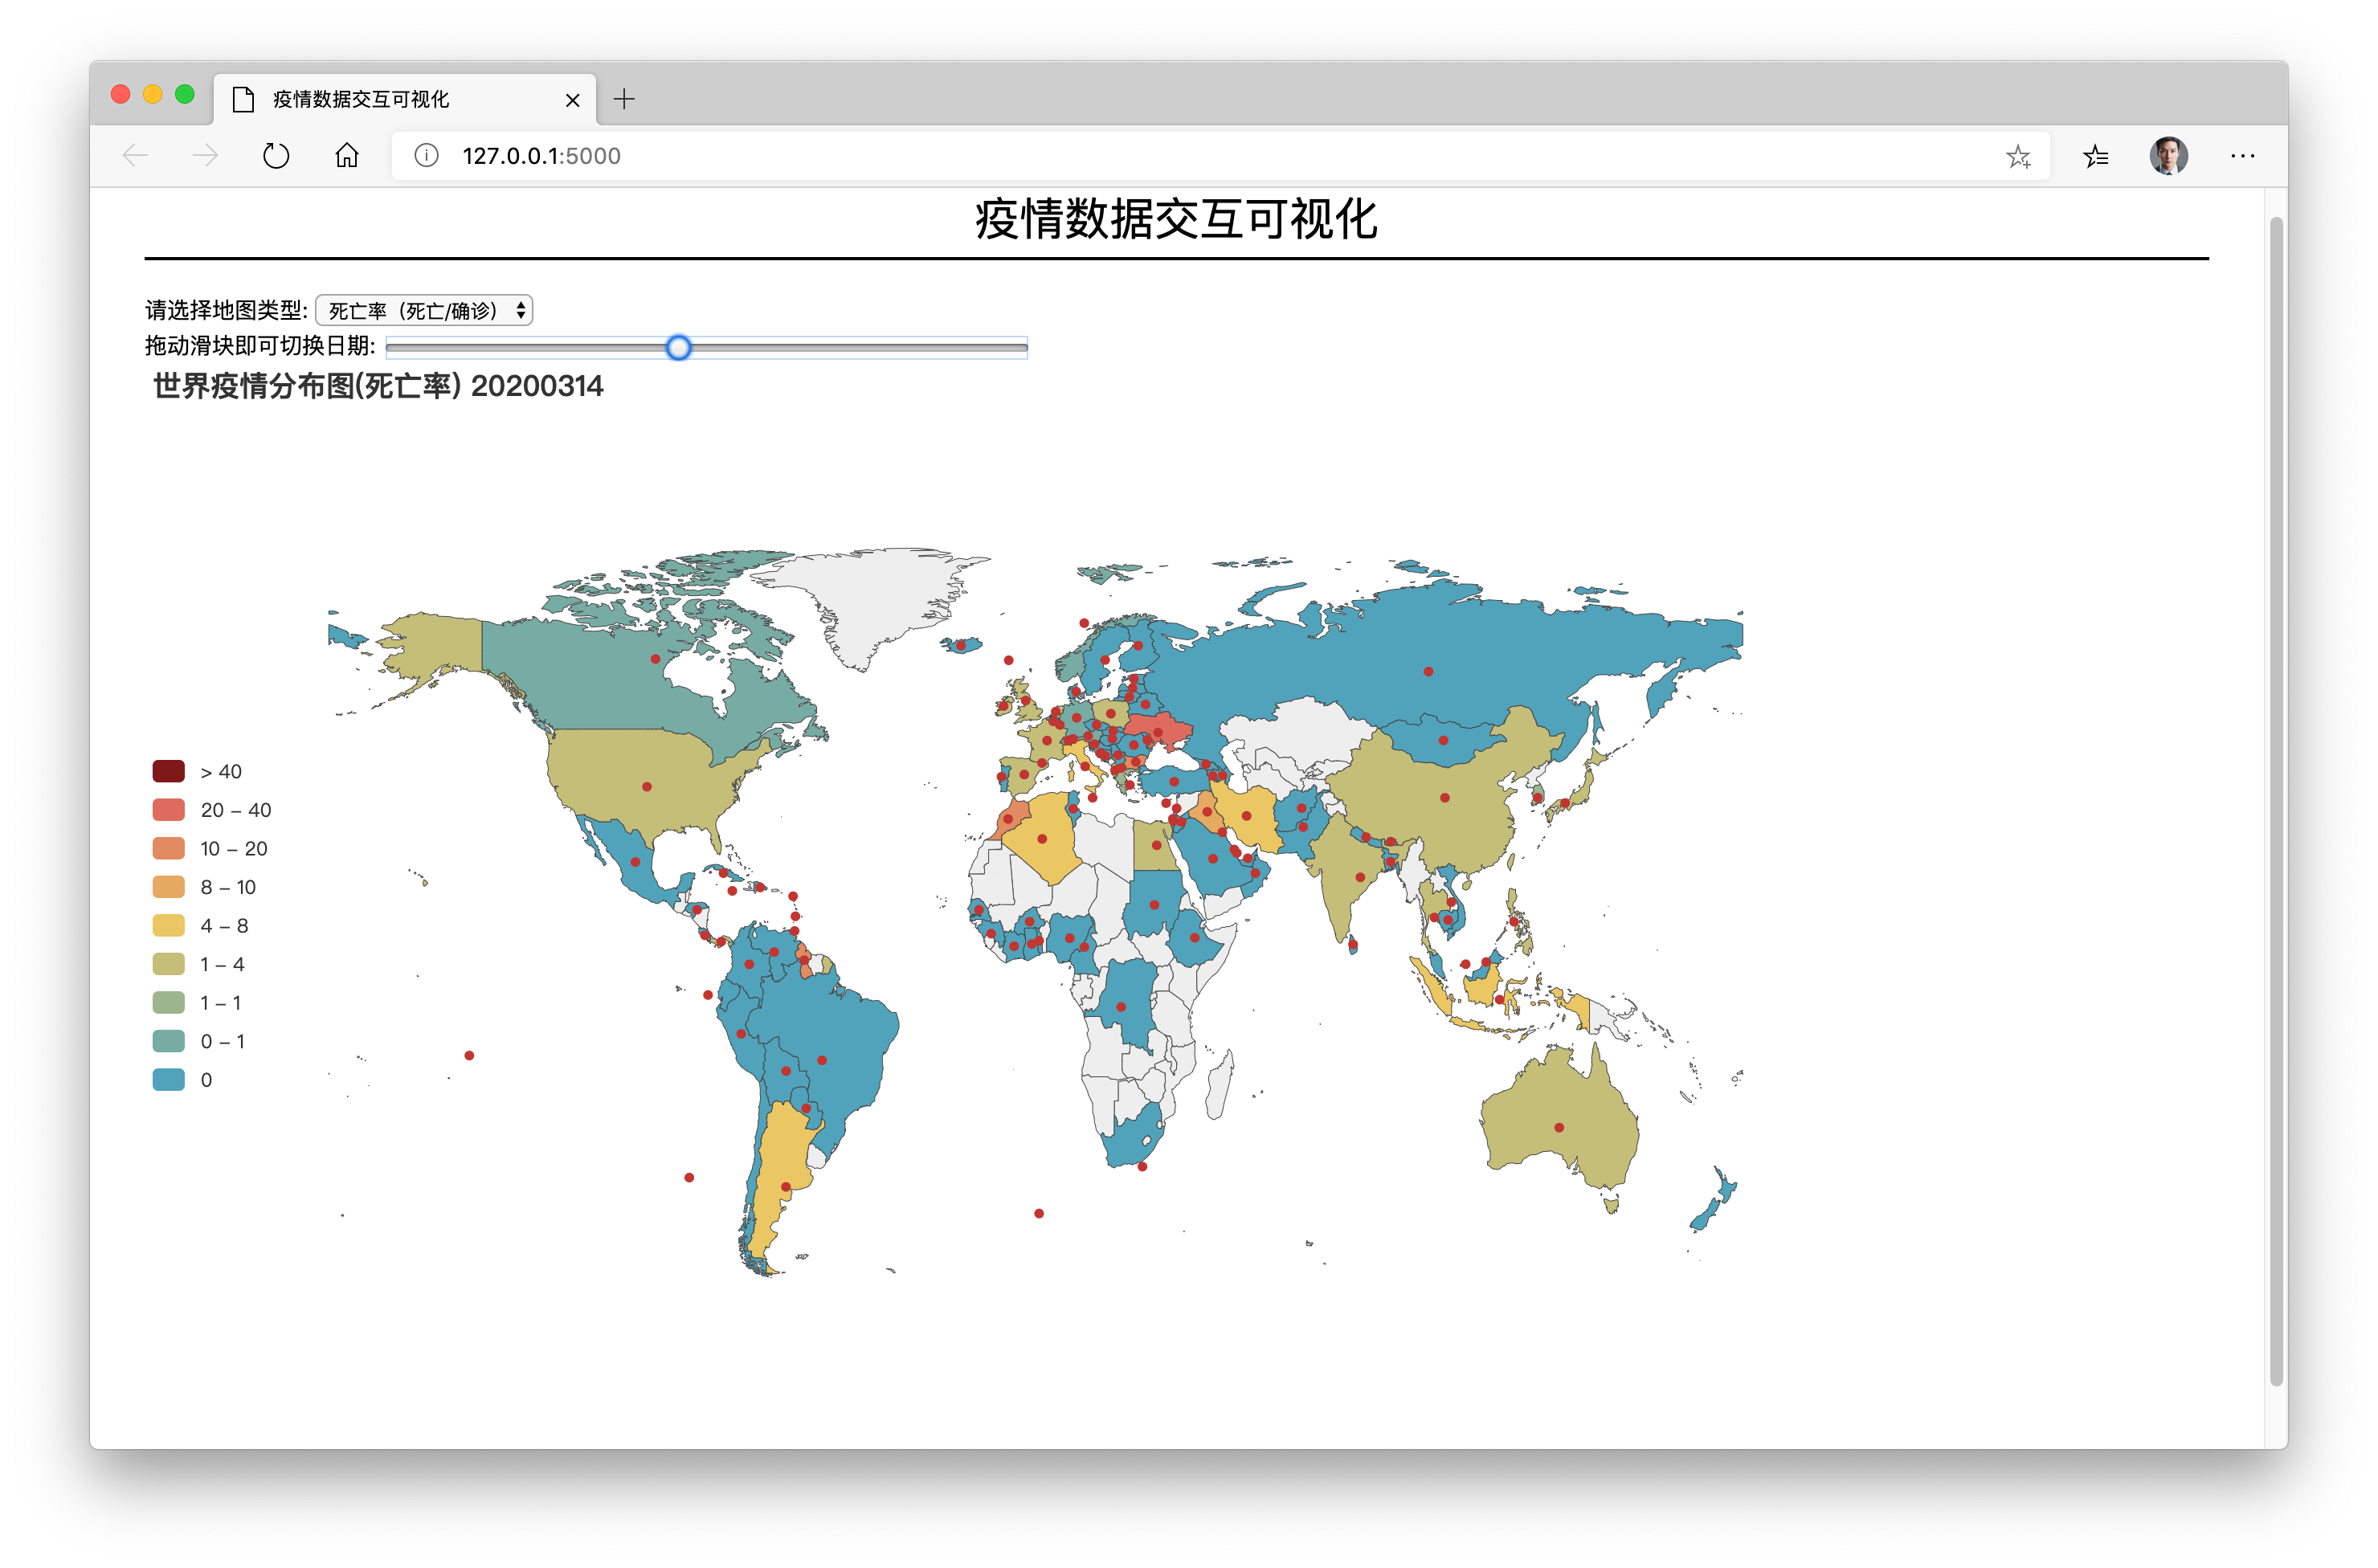 疫情数据交互可视化
127.0.0.1:5000
疫情数据交互可视化
请选择地图类型: 死亡率（死亡/确诊）
拖动滑块即可切换日期:
世界疫情分布图(死亡率) 20200314
> 40
20 – 40
10 – 20
8 – 10
4 – 8
1 – 4
1 – 1
0 – 1
0